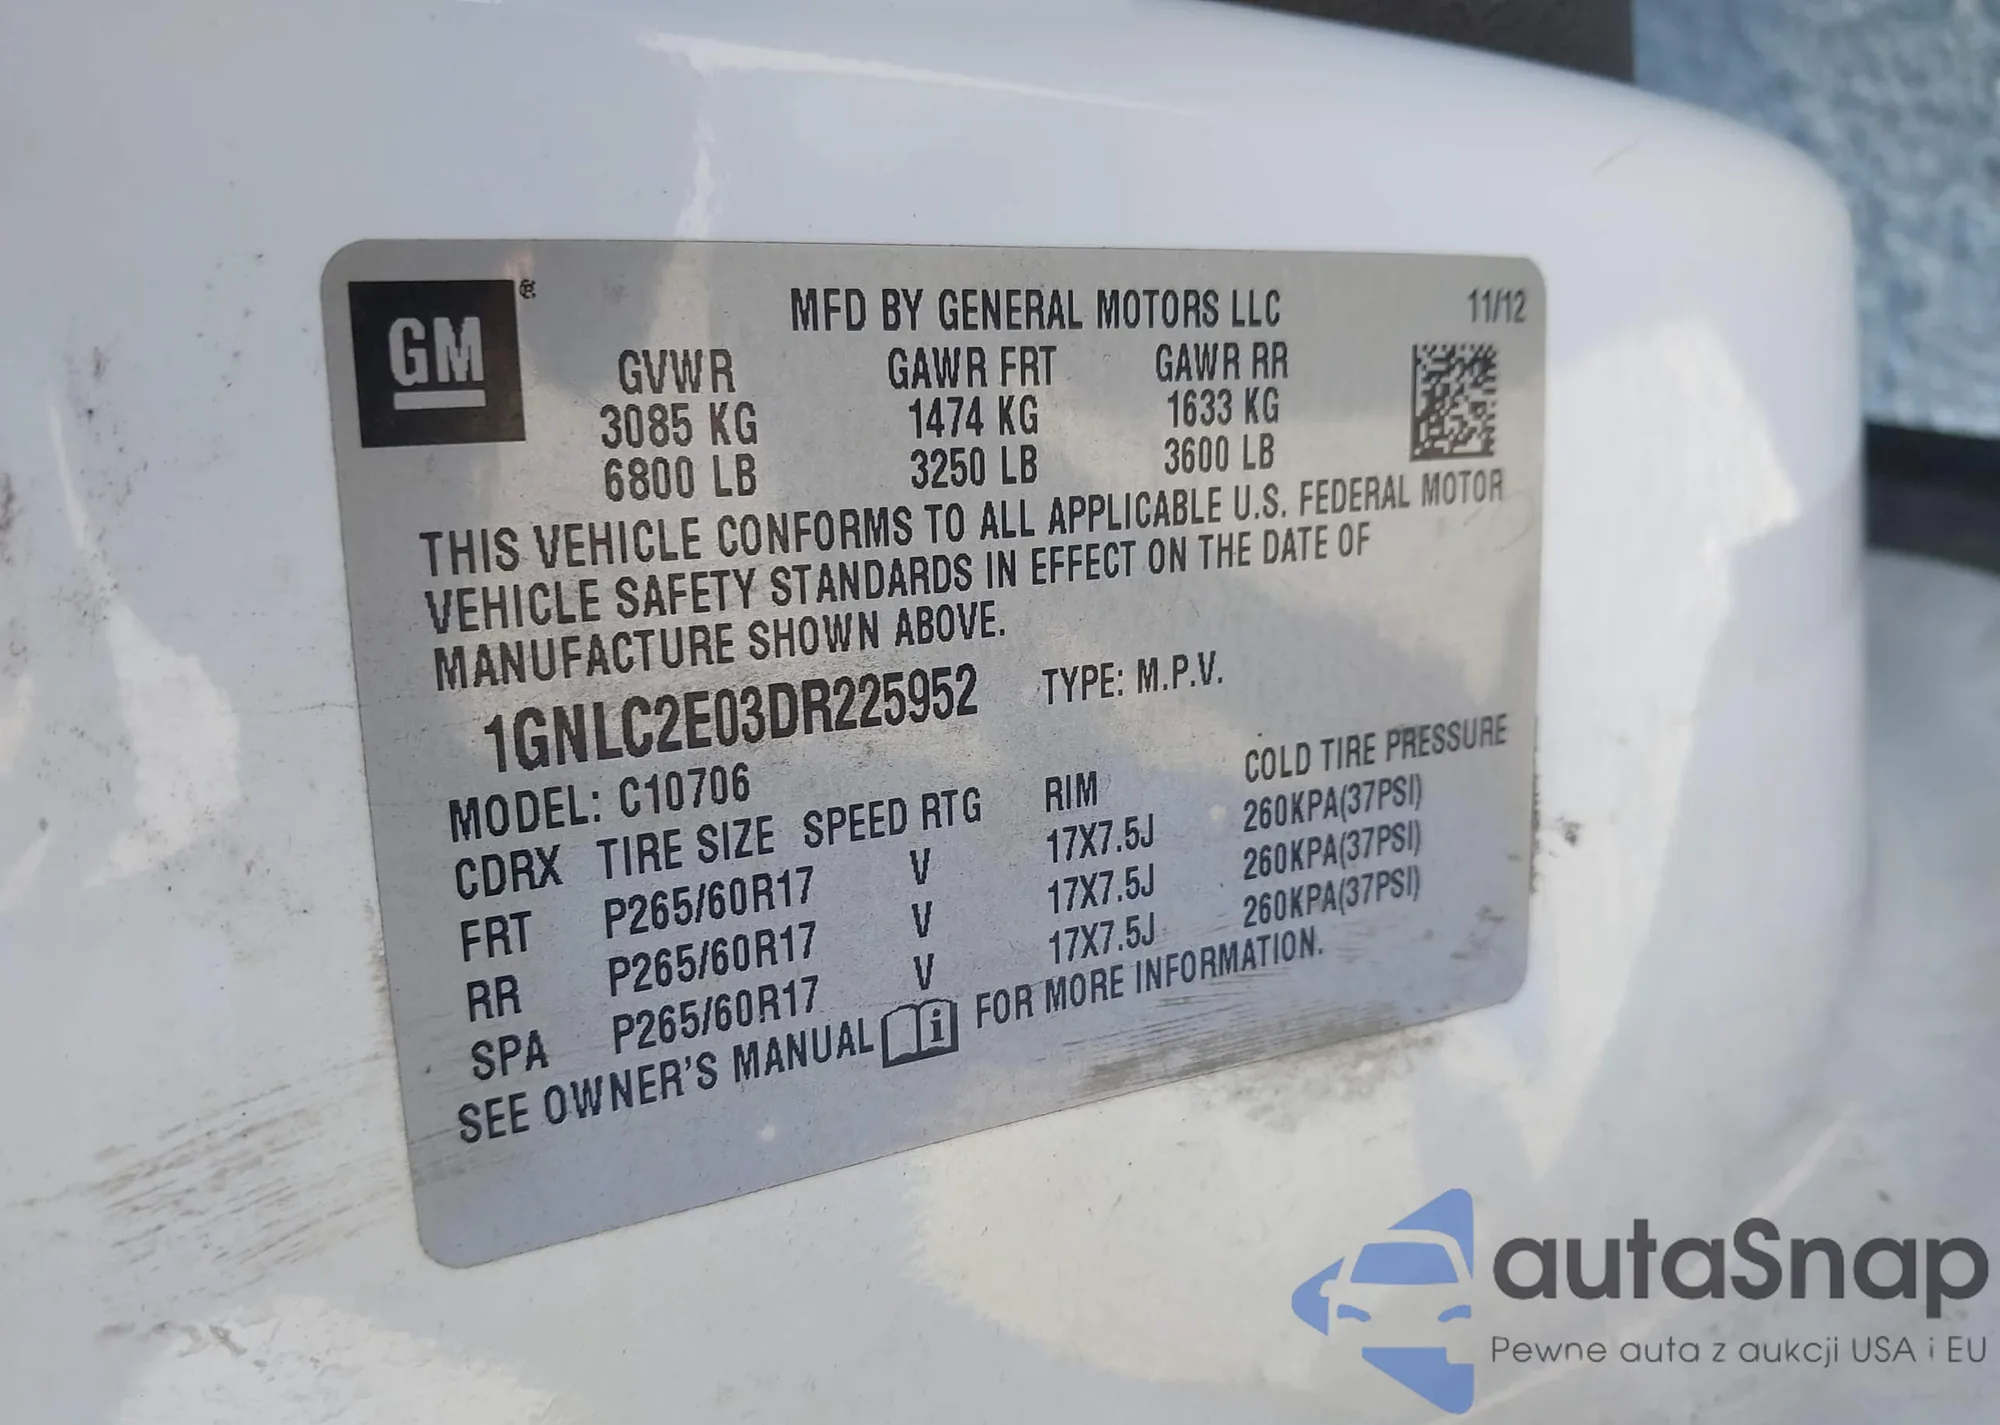 GM®
MFD BY GENERAL MOTORS LLC 11/12
GVWR GAWR FRT GAWR RR
3085 KG 1474 KG 1633 KG
6800 LB 3250 LB 3600 LB
THIS VEHICLE CONFORMS TO ALL APPLICABLE U.S. FEDERAL MOTOR
VEHICLE SAFETY STANDARDS IN EFFECT ON THE DATE OF
MANUFACTURE SHOWN ABOVE.
1GNLC2E03DR225952 TYPE: M.P.V.
MODEL: C10706
CDRX TIRE SIZE SPEED RTG RIM COLD TIRE PRESSURE
FRT P265/60R17 V 17X7.5J 260KPA(37PSI)
RR P265/60R17 V 17X7.5J 260KPA(37PSI)
SPA P265/60R17 V 17X7.5J 260KPA(37PSI)
SEE OWNER'S MANUAL i FOR MORE INFORMATION.
autaSnap
Pewne auta z aukcji USA i EU